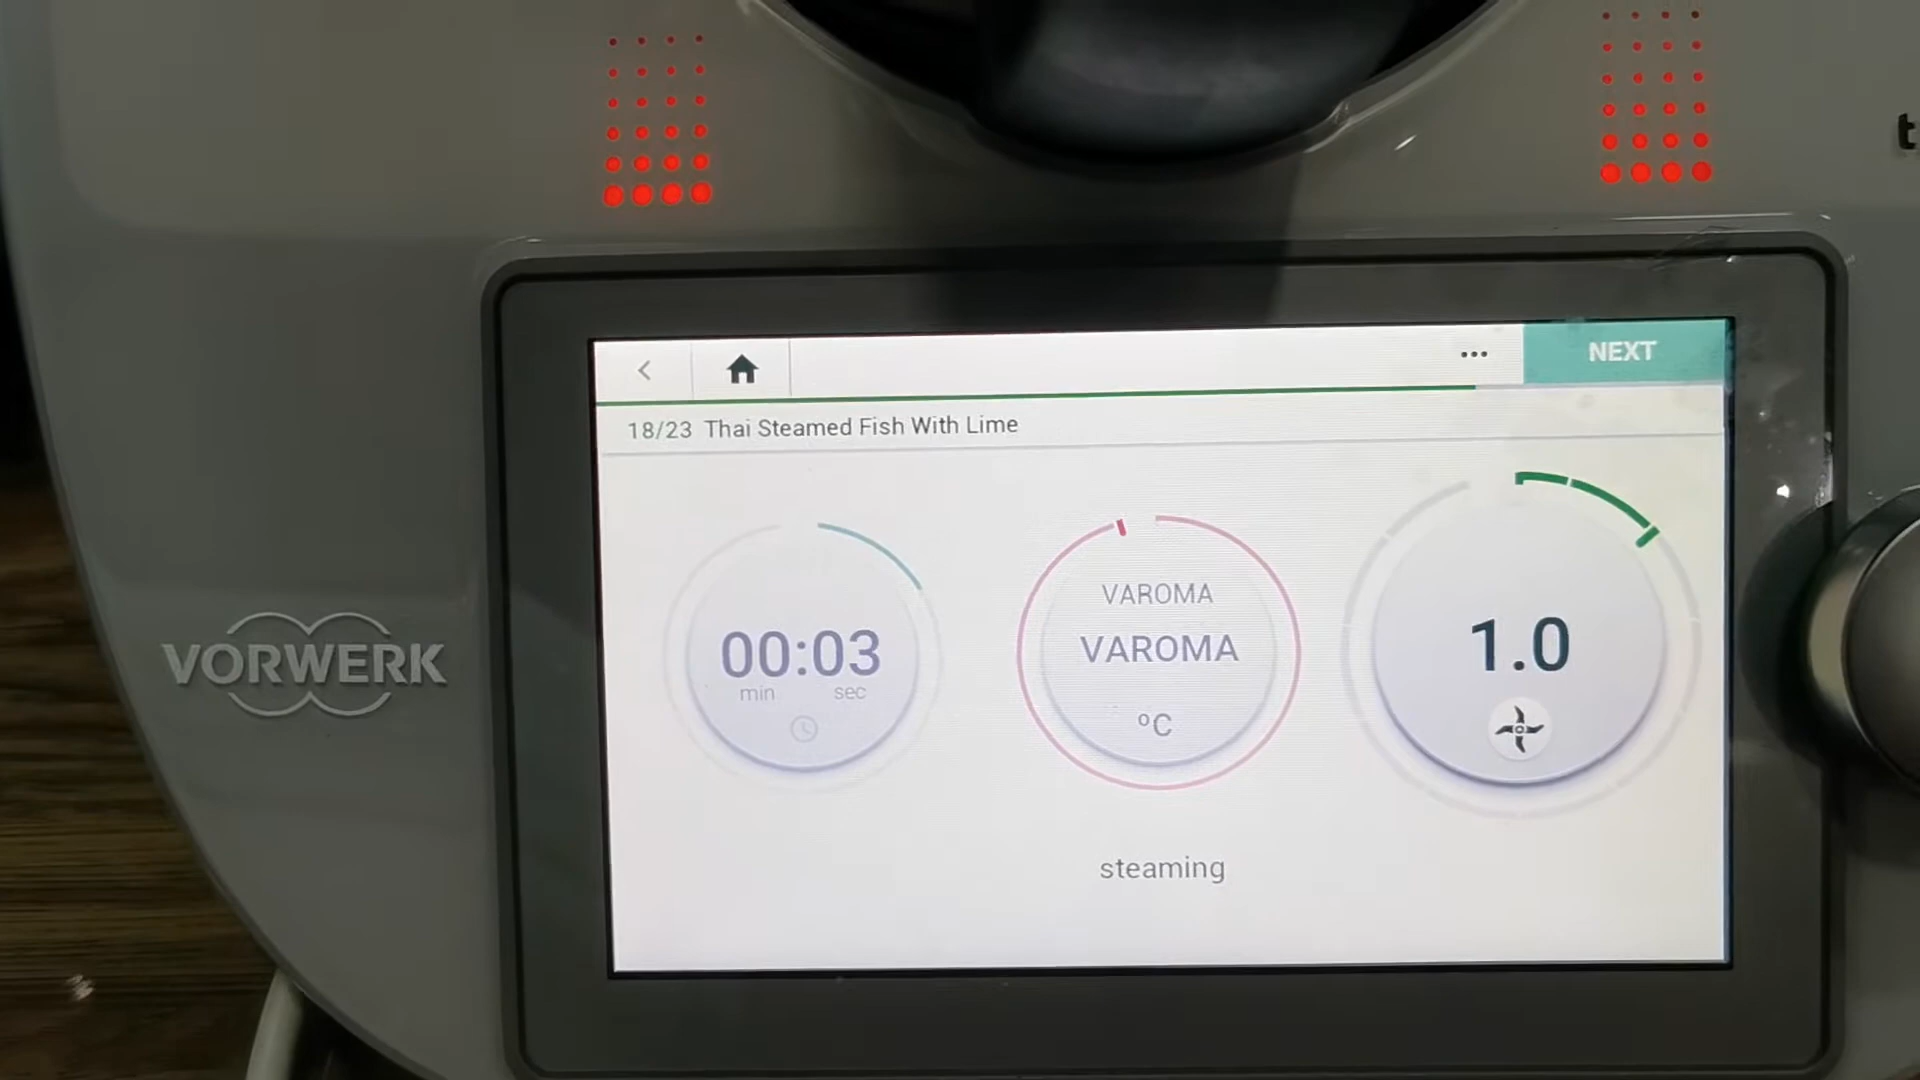 t
NEXT
18/23 Thai Steamed Fish With Lime
00:03
min sec
VAROMA
VAROMA
°C
1.0
steaming
VORWERK